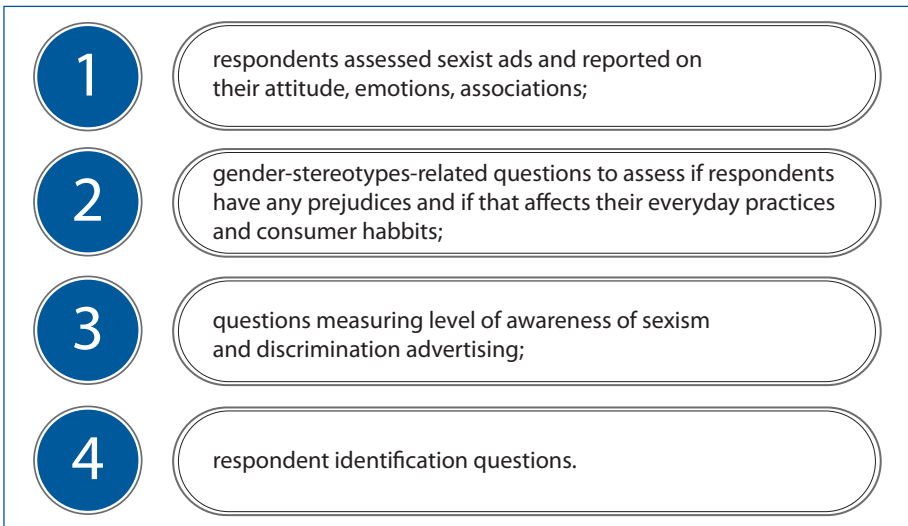 1
respondents assessed sexist ads and reported on
their attitude, emotions, associations;
2
gender-stereotypes-related questions to assess if respondents
have any prejudices and if that affects their everyday practices
and consumer habbits;
3
questions measuring level of awareness of sexism
and discrimination advertising;
4
respondent identification questions.